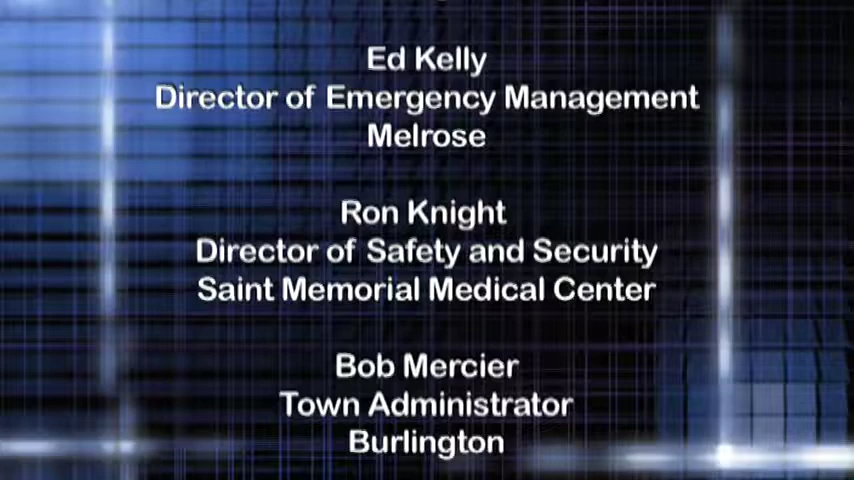 Ed Kelly
Director of Emergency Management
Melrose
Ron Knight
Director of Safety and Security
Saint Memorial Medical Center
Bob Mercier
Town Administrator
Burlington